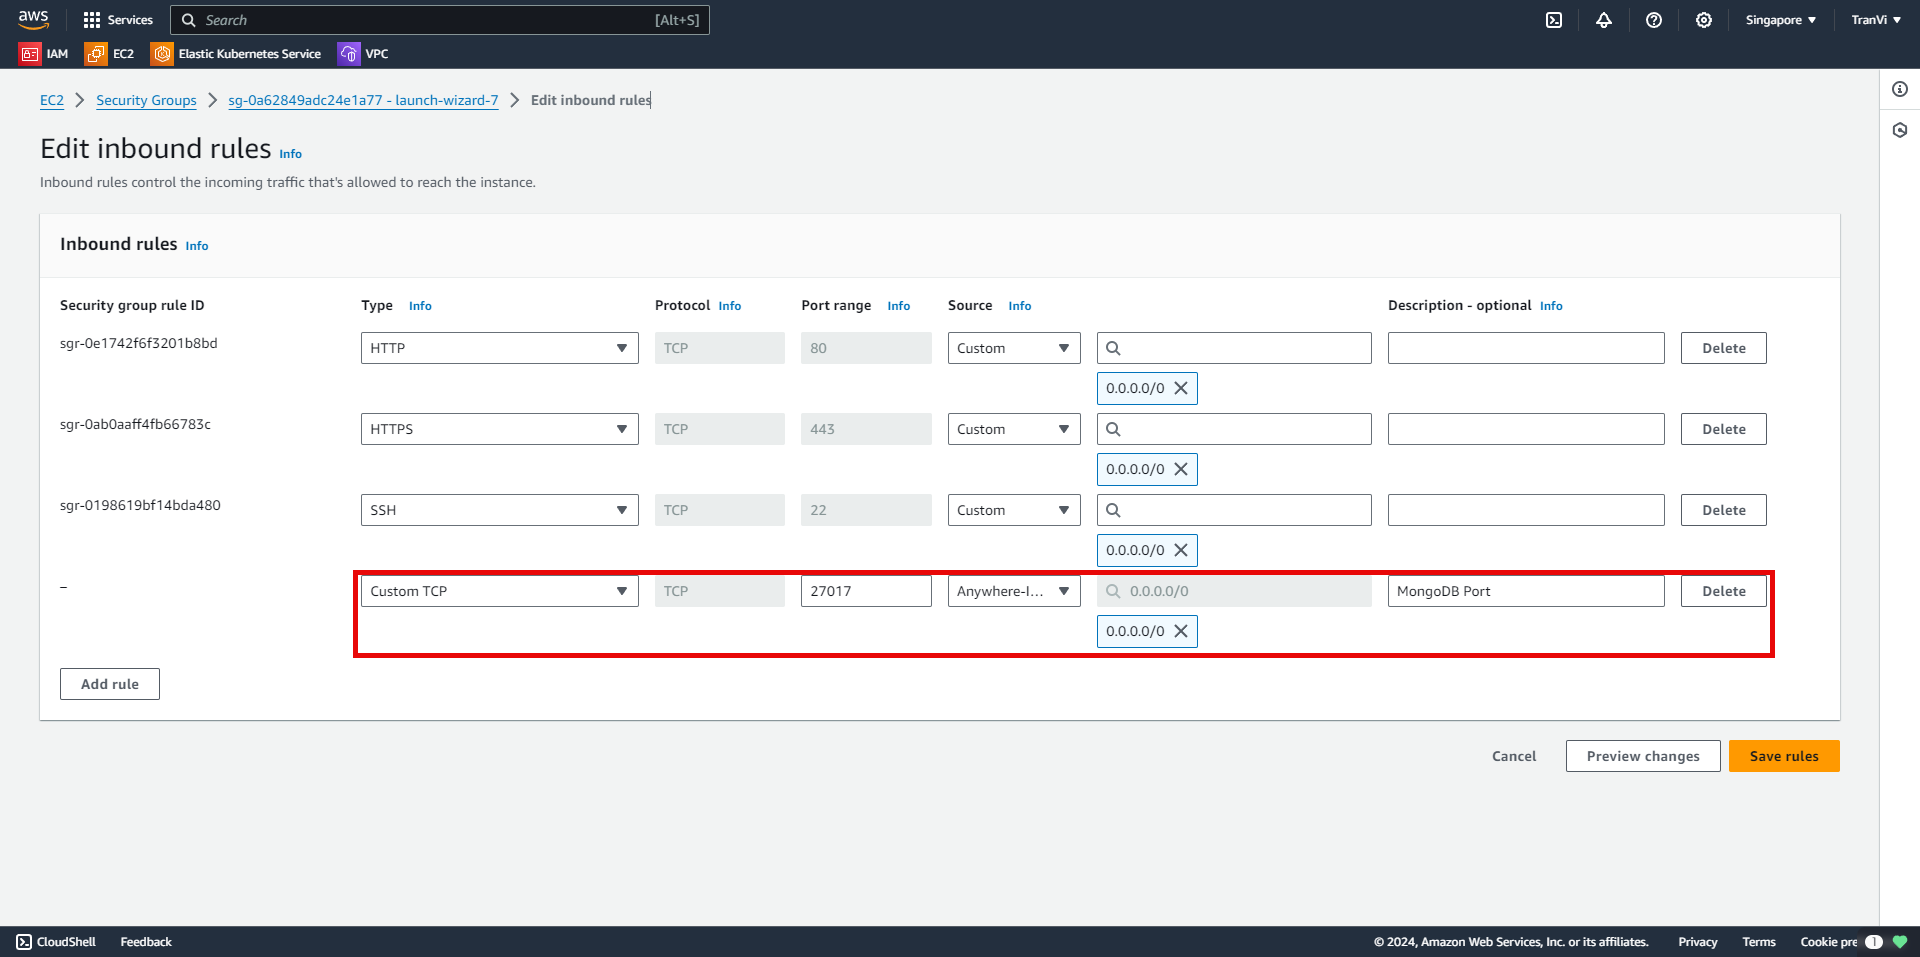 aws Services Search [Alt+S] Singapore TranVi
IAM EC2 Elastic Kubernetes Service VPC
EC2 Security Groups sg-0a62849adc24e1a77 - launch-wizard-7 Edit inbound rules
Edit inbound rules Info
Inbound rules control the incoming traffic that's allowed to reach the instance.
Inbound rules Info
Security group rule ID Type Info Protocol Info Port range Info Source Info Description - optional Info
sgr-0e1742f6f3201b8bd HTTP TCP 80 Custom Delete
0.0.0.0/0
sgr-0ab0aaff4fb66783c HTTPS TCP 443 Custom Delete
0.0.0.0/0
sgr-0198619bf14bda480 SSH TCP 22 Custom Delete
0.0.0.0/0
– Custom TCP TCP 27017 Anywhere-I... 0.0.0.0/0 MongoDB Port Delete
0.0.0.0/0
Add rule
Cancel Preview changes Save rules
CloudShell Feedback © 2024, Amazon Web Services, Inc. or its affiliates. Privacy Terms Cookie pre 1